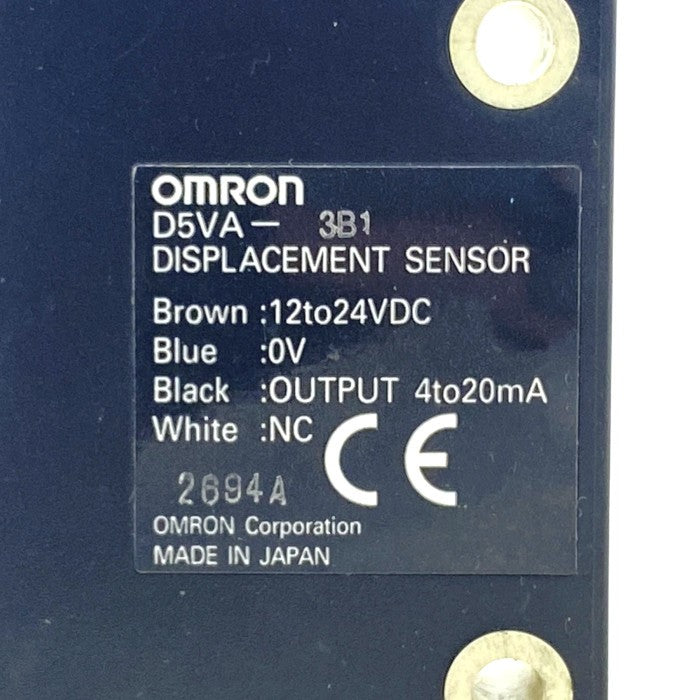 OMRON
D5VA- 3B1
DISPLACEMENT SENSOR
Brown :12to24VDC
Blue :0V
Black :OUTPUT 4to20mA
White :NC
CE
2694A
OMRON Corporation
MADE IN JAPAN